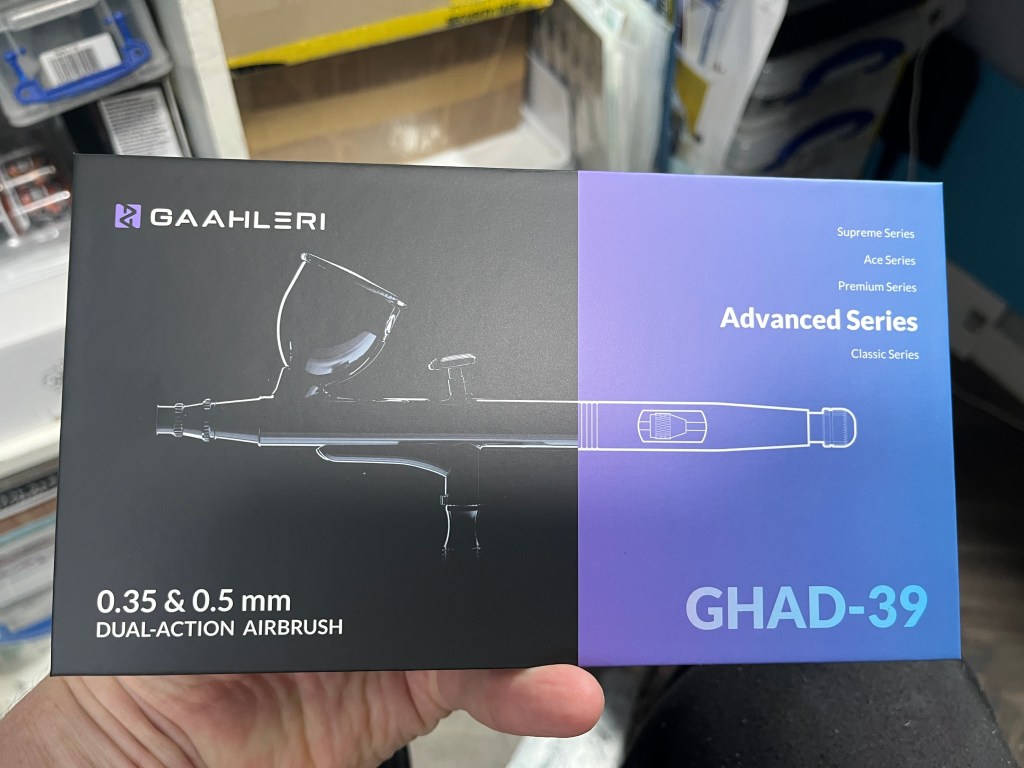 GAAHLERI
Supreme Series
Ace Series
Premium Series
Advanced Series
Classic Series
0.35 & 0.5 mm
DUAL-ACTION AIRBRUSH
GHAD-39